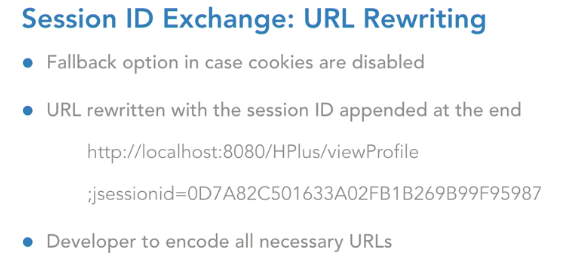 Session ID Exchange: URL Rewriting
● Fallback option in case cookies are disabled
● URL rewritten with the session ID appended at the end
http://localhost:8080/HPlus/viewProfile
;jsessionid=0D7A82C501633A02FB1B269B99F95987
● Developer to encode all necessary URLs